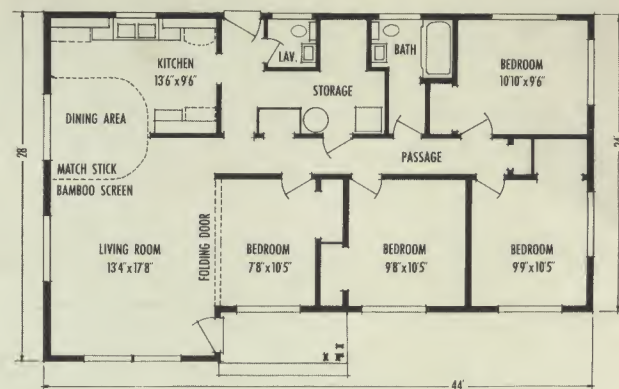 KITCHEN
13'6"x9'6"
LAV.
BATH
BEDROOM
10'10"x9'6"
STORAGE
DINING AREA
PASSAGE
MATCH STICK
BAMBOO SCREEN
28'
24'
LIVING ROOM
13'4"x17'8"
FOLDING DOOR
BEDROOM
7'8"x10'5"
BEDROOM
9'8"x10'5"
BEDROOM
9'9"x10'5"
44'